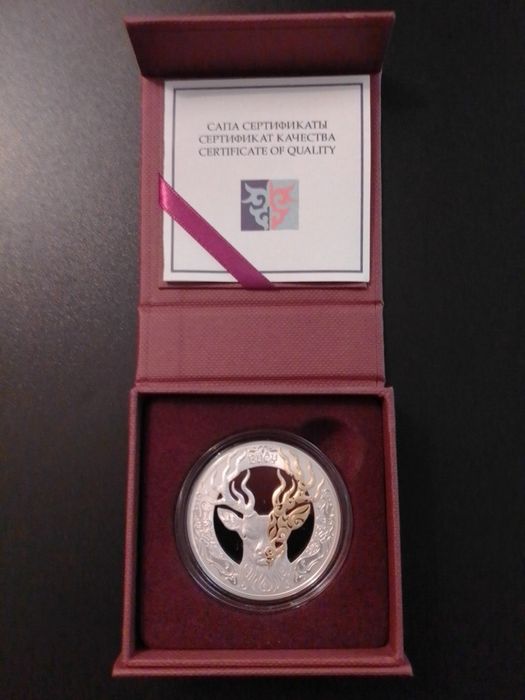 САПА СЕРТИФИКАТЫ
СЕРТИФИКАТ КАЧЕСТВА
CERTIFICATE OF QUALITY